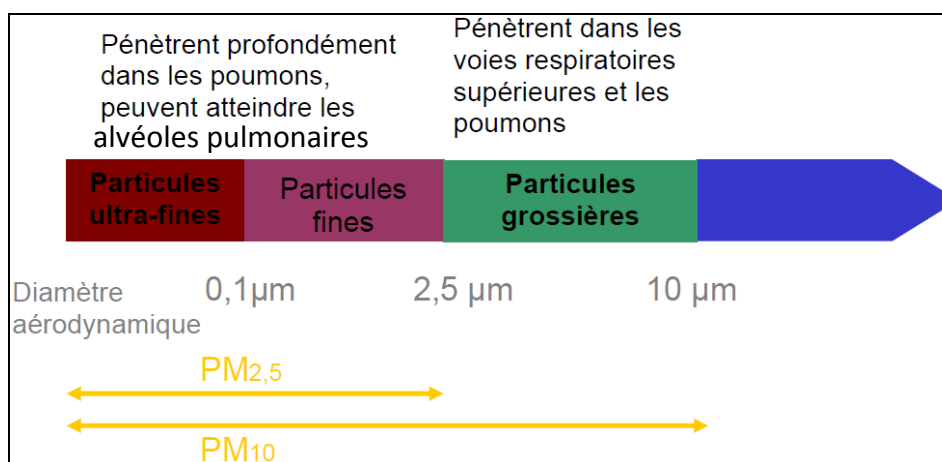 Pénètrent profondément
dans les poumons,
peuvent atteindre les
alvéoles pulmonaires
Pénètrent dans les
voies respiratoires
supérieures et les
poumons
Particules
ultra-fines
Particules
fines
Particules
grossières
Diamètre
aérodynamique
0,1µm
2,5 µm
10 µm
PM2,5
PM10